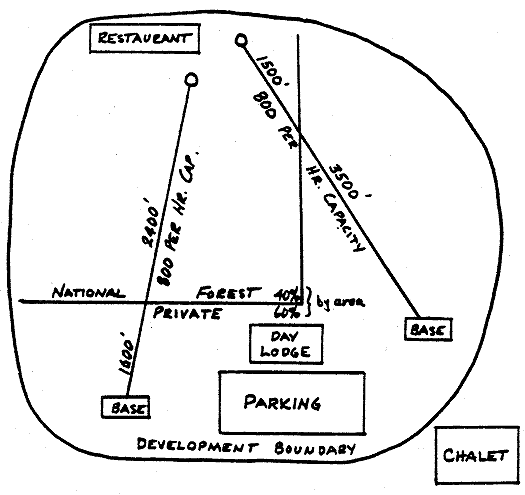 RESTAURANT
1500'
800 PER HR. CAPACITY
3500'
2400'
800 PER HR. CAP.
NATIONAL FOREST 40%
PRIVATE 60%
by area
1600'
DAY
LODGE
BASE
BASE
PARKING
DEVELOPMENT BOUNDARY
CHALET